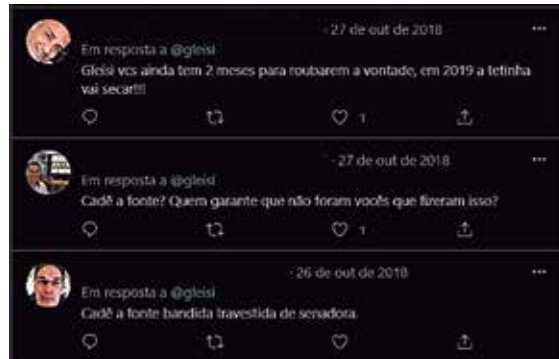 · 27 de out de 2018
Em resposta a @gleisi
Gleisi vcs ainda tem 2 meses para roubarem a vontade, em 2019 a tetinha
vai secar!!!!
1
· 27 de out de 2018
Em resposta a @gleisi
Cadê a fonte? Quem garante que não foram vocês que fizeram isso?
1
· 26 de out de 2018
Em resposta a @gleisi
Cadê a fonte bandida travestida de senadora.